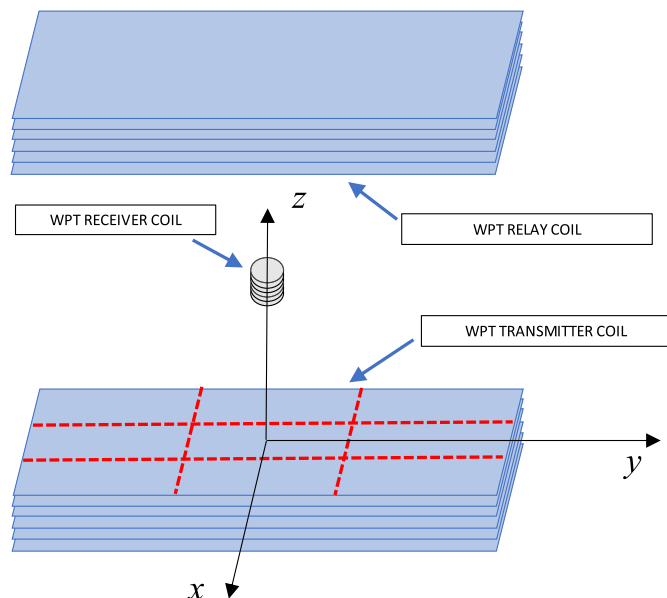 z
WPT RECEIVER COIL
WPT RELAY COIL
WPT TRANSMITTER COIL
y
x